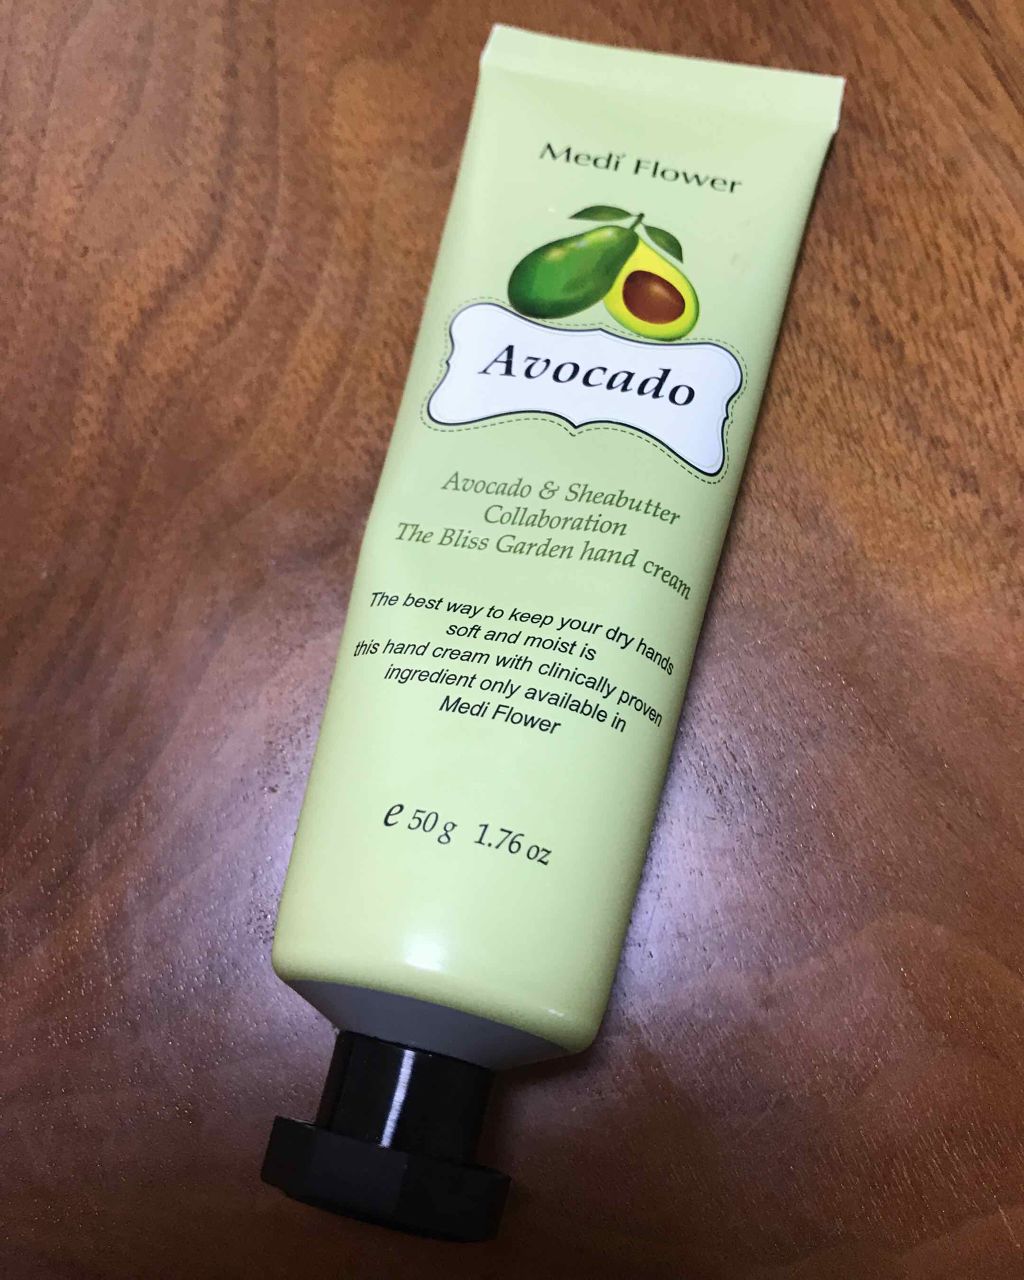 Medi Flower
Avocado
Avocado & Sheabutter
Collaboration
The Bliss Garden hand cream
The best way to keep your dry hands
soft and moist is
this hand cream with clinically proven
ingredient only available in
Medi Flower
e 50 g 1.76 oz